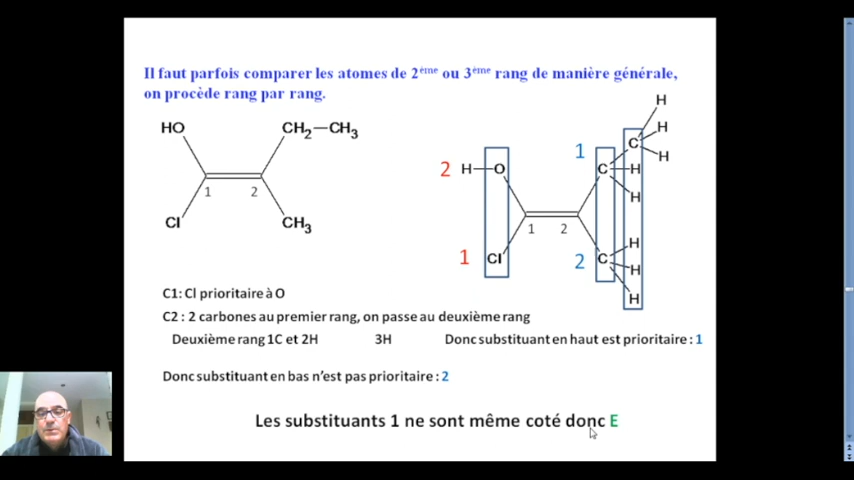 Il faut parfois comparer les atomes de 2ème ou 3ème rang de manière générale,
on procède rang par rang.
HO
CH2—CH3
1 2
Cl
CH3
H
C H
H
1
2 H O C H
H
1 2
H
1 Cl 2 C H
H
C1: Cl prioritaire à O
C2 : 2 carbones au premier rang, on passe au deuxième rang
Deuxième rang 1C et 2H 3H Donc substituant en haut est prioritaire : 1
Donc substituant en bas n'est pas prioritaire : 2
Les substituants 1 ne sont même coté donc E